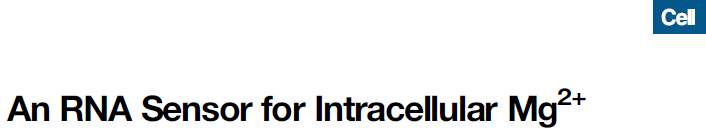 Cell
An RNA Sensor for Intracellular Mg²⁺